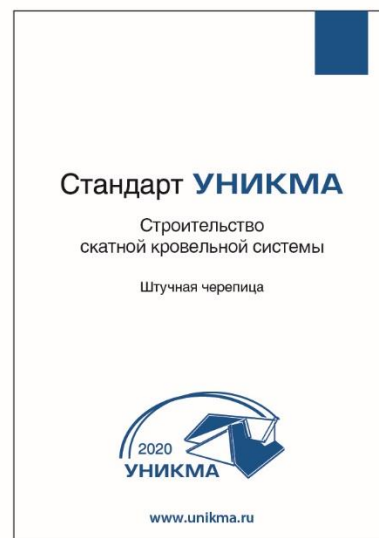 Стандарт УНИКМА
Строительство
скатной кровельной системы
Штучная черепица
2020
УНИКМА
www.unikma.ru